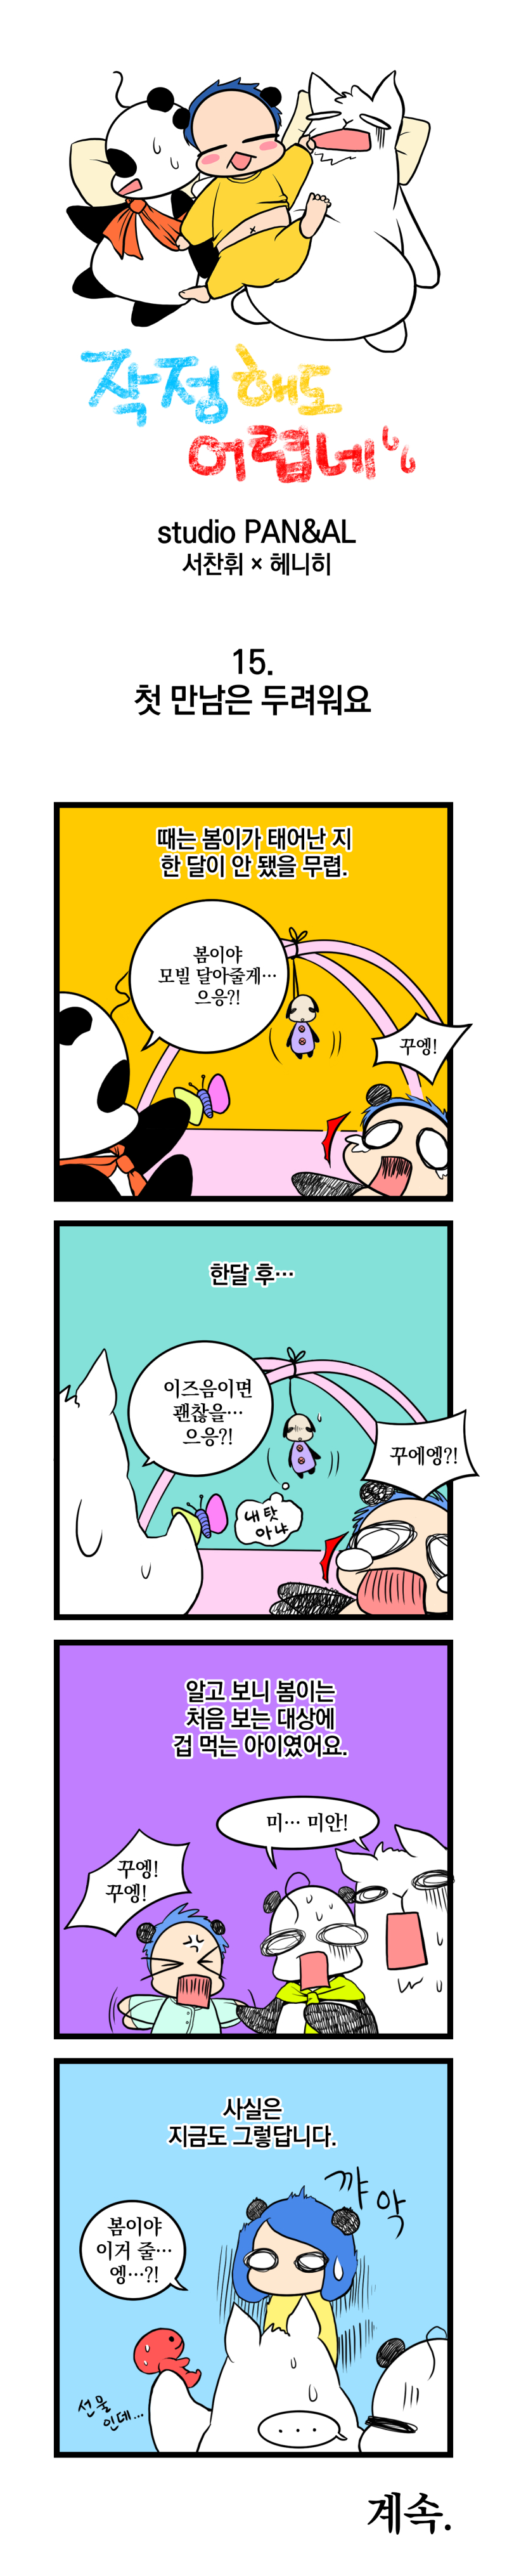 작정해도
어렵네
studio PAN&AL
서찬휘 × 헤니히
15.
첫 만남은 두려워요
때는 봄이가 태어난 지
한 달이 안 됐을 무렵.
봄이야
모빌 달아줄게…
으응?!
꾸엥!
한달 후…
이즈음이면
괜찮을…
으응?!
꾸에엥?!
내 탓
아냐
알고 보니 봄이는
처음 보는 대상에
겁 먹는 아이였어요.
미… 미안!
꾸엥!
꾸엥!
사실은
지금도 그렇답니다.
꺄악
봄이야
이거 줄…
엥…?!
선물
인데...
...
계속.